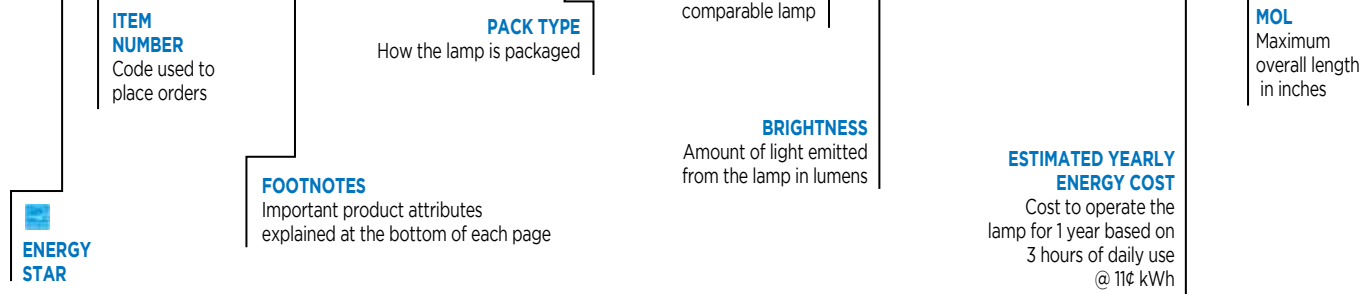 ITEM
NUMBER
Code used to
place orders
PACK TYPE
How the lamp is packaged
comparable lamp
MOL
Maximum
overall length
in inches
BRIGHTNESS
Amount of light emitted
from the lamp in lumens
FOOTNOTES
Important product attributes
explained at the bottom of each page
ESTIMATED YEARLY
ENERGY COST
Cost to operate the
lamp for 1 year based on
3 hours of daily use
@ 11¢ kWh
ENERGY
STAR